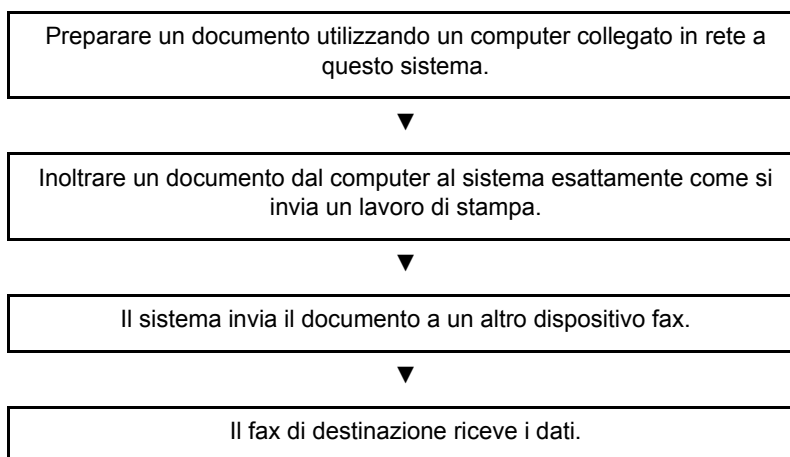 Preparare un documento utilizzando un computer collegato in rete a
questo sistema.
▼
Inoltrare un documento dal computer al sistema esattamente come si
invia un lavoro di stampa.
▼
Il sistema invia il documento a un altro dispositivo fax.
▼
Il fax di destinazione riceve i dati.